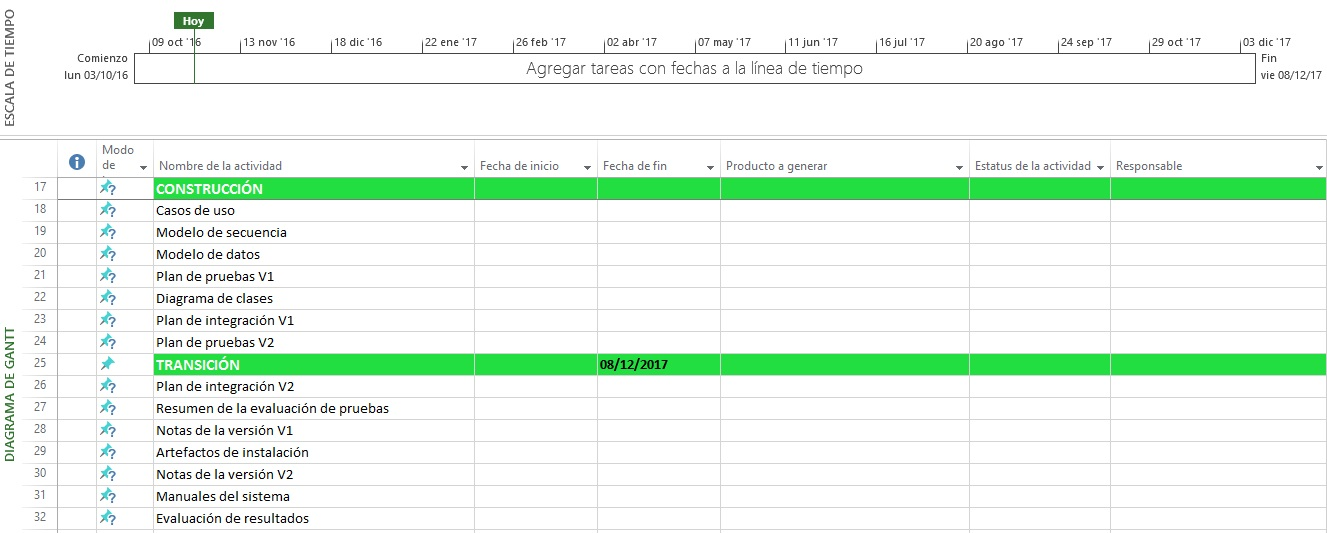 ESCALA DE TIEMPO
Hoy
09 oct '16 13 nov '16 18 dic '16 22 ene '17 26 feb '17 02 abr '17 07 may '17 11 jun '17 16 jul '17 20 ago '17 24 sep '17 29 oct '17 03 dic '17
Comienzo
lun 03/10/16
Agregar tareas con fechas a la línea de tiempo
Fin
vie 08/12/17
DIAGRAMA DE GANTT
Modo
de
Nombre de la actividad Fecha de inicio Fecha de fin Producto a generar Estatus de la actividad Responsable
17 CONSTRUCCIÓN
18 Casos de uso
19 Modelo de secuencia
20 Modelo de datos
21 Plan de pruebas V1
22 Diagrama de clases
23 Plan de integración V1
24 Plan de pruebas V2
25 TRANSICIÓN 08/12/2017
26 Plan de integración V2
27 Resumen de la evaluación de pruebas
28 Notas de la versión V1
29 Artefactos de instalación
30 Notas de la versión V2
31 Manuales del sistema
32 Evaluación de resultados